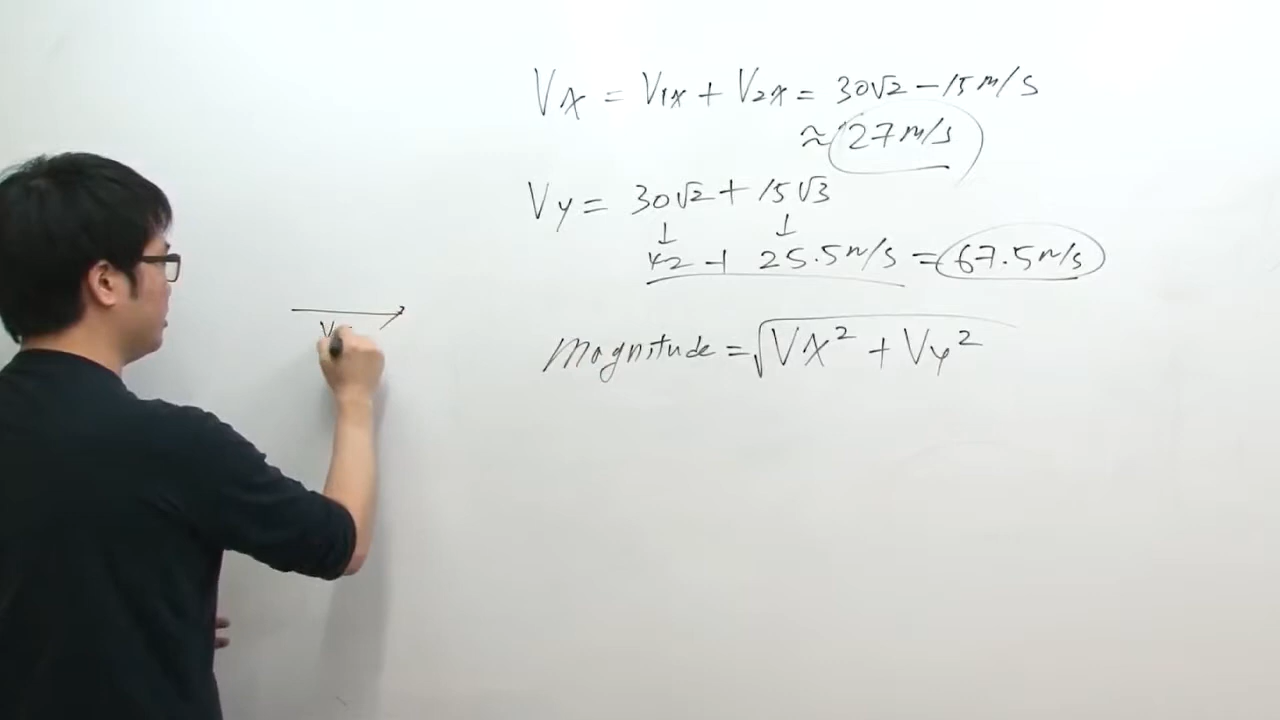 Vx = V1x + V2x = 30√2 - 15 m/s
≈ 27 m/s
Vy = 30√2 + 15√3
↓ ↓
42 + 25.5 m/s = 67.5 m/s
Magnitude = √Vx² + Vy²
V